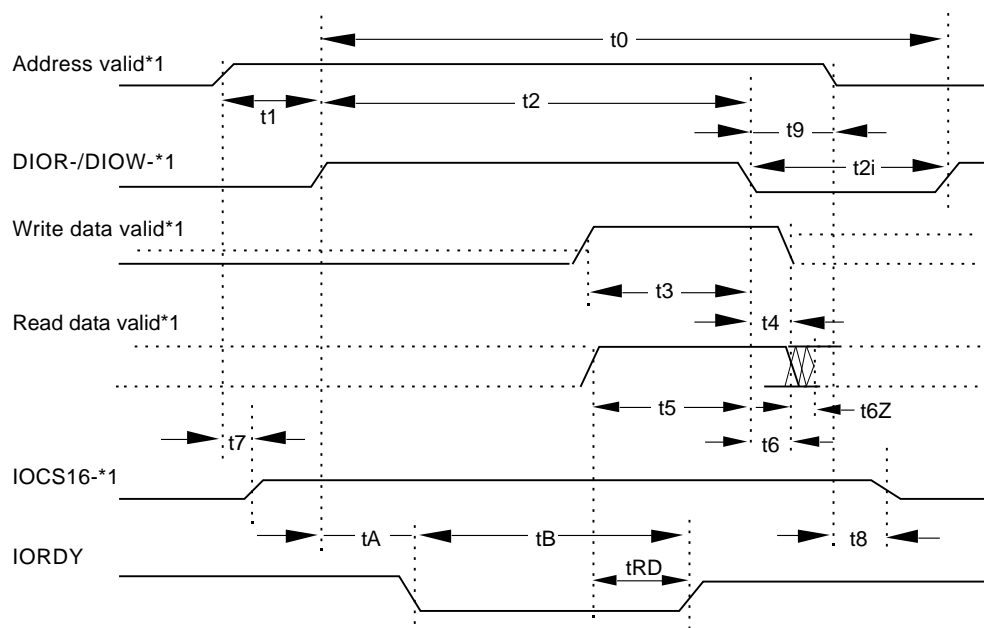 t0
Address valid*1
t1
t2
t9
DIOR-/DIOW-*1
t2i
Write data valid*1
t3
t4
Read data valid*1
t5
t6Z
t6
t7
IOCS16-*1
tA
tB
t8
IORDY
tRD